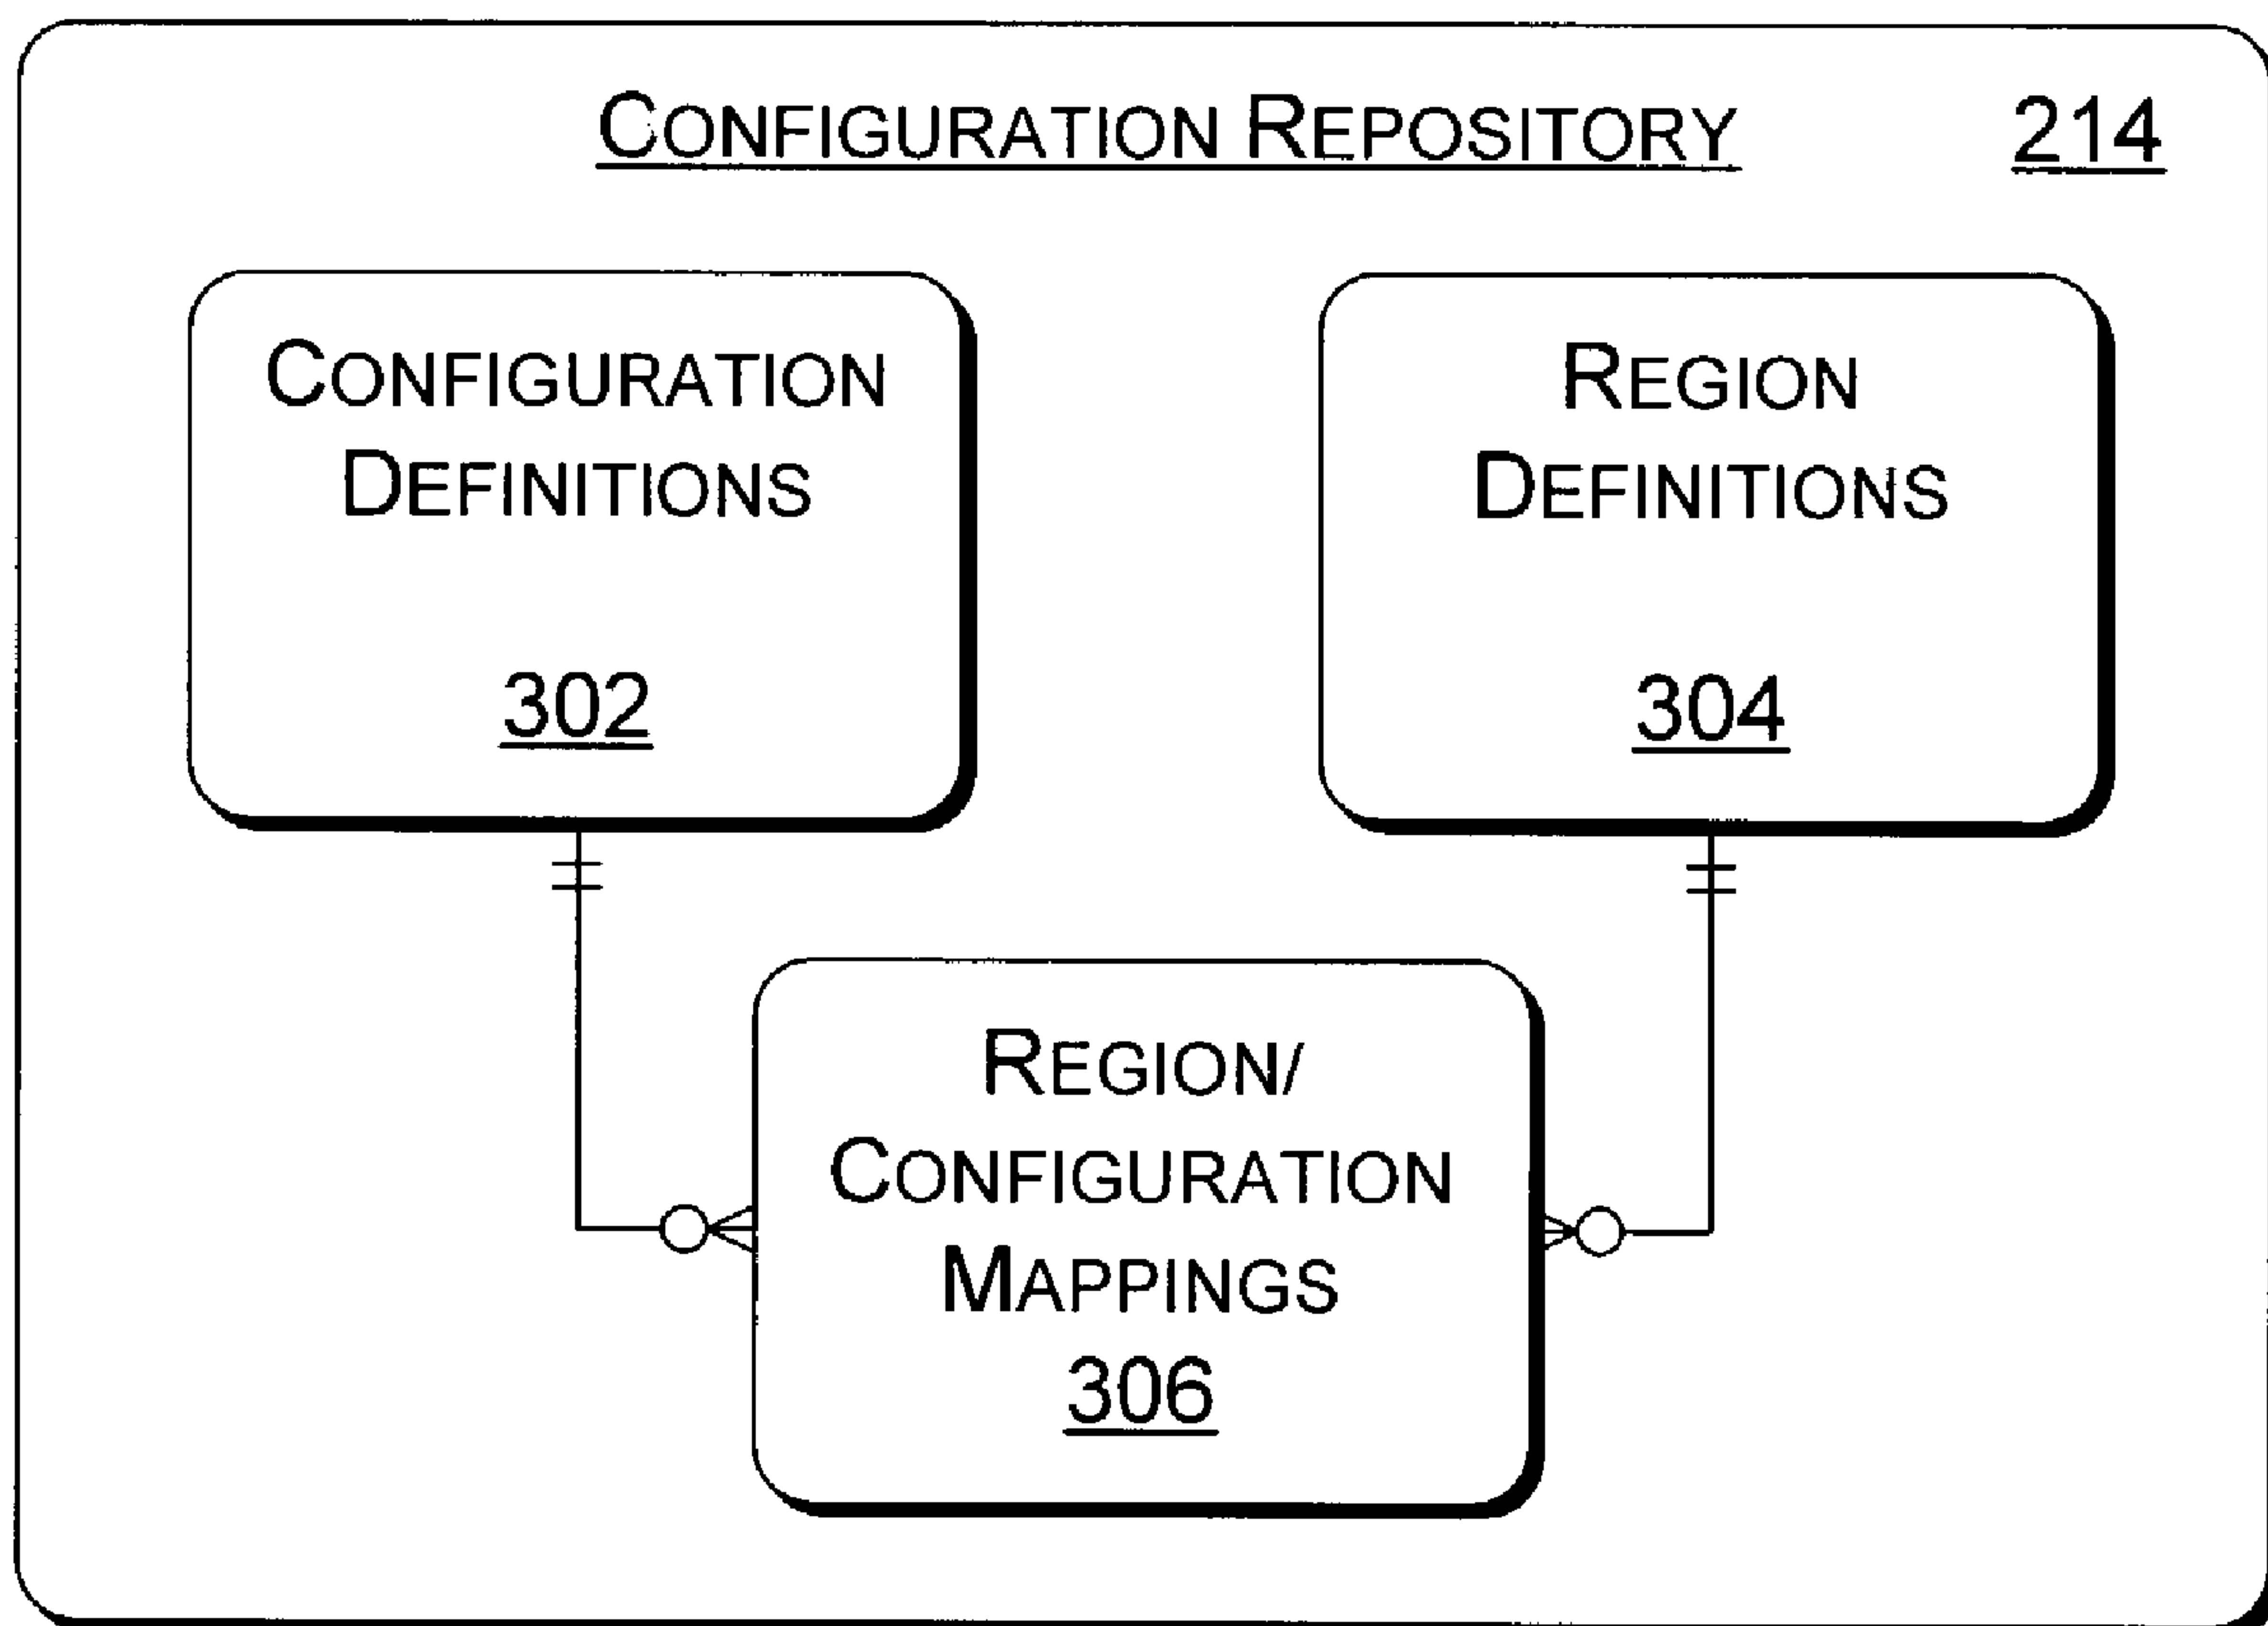 CONFIGURATION REPOSITORY 214
CONFIGURATION
DEFINITIONS
302
REGION
DEFINITIONS
304
REGION/
CONFIGURATION
MAPPINGS
306